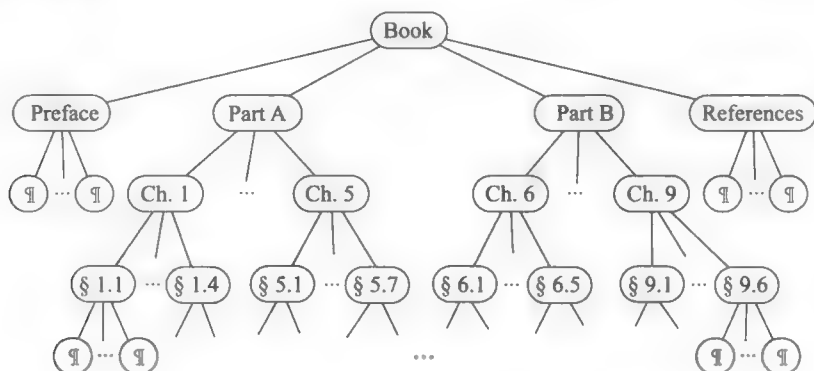 Book
Preface Part A Part B References
¶ ... ¶ Ch. 1 ... Ch. 5 Ch. 6 ... Ch. 9 ¶ ... ¶
§ 1.1 ... § 1.4 § 5.1 ... § 5.7 § 6.1 ... § 6.5 § 9.1 ... § 9.6
¶ ... ¶ ... ¶ ... ¶